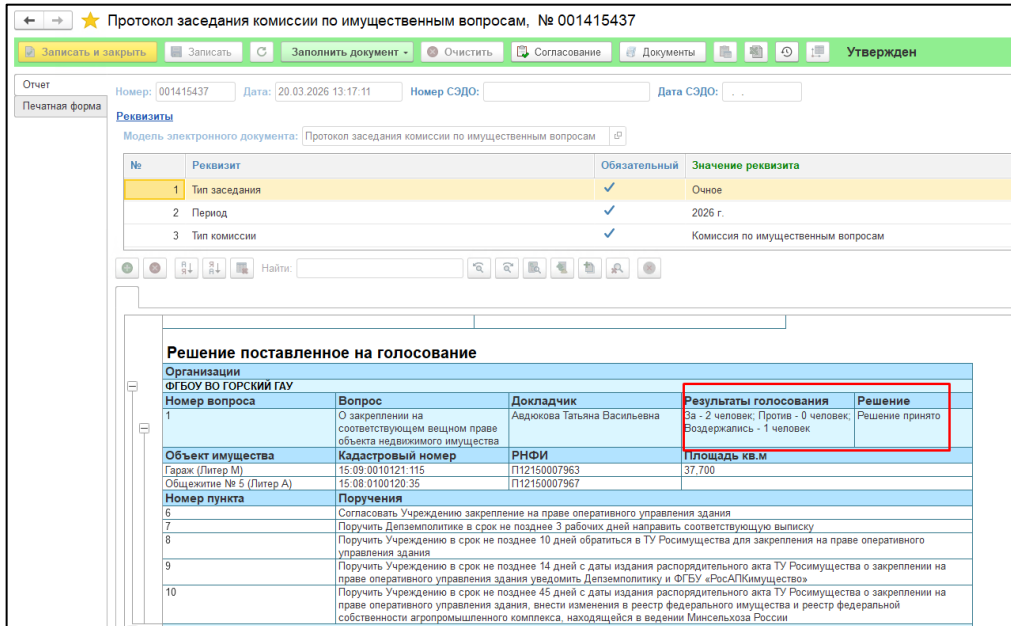 Протокол заседания комиссии по имущественным вопросам, № 001415437
Записать и закрыть Записать Заполнить документ Очистить Согласование Документы Утвержден
Отчет
Печатная форма
Номер: 001415437 Дата: 20.03.2026 13:17:11 Номер СЭДО: Дата СЭДО: . .
Реквизиты
Модель электронного документа: Протокол заседания комиссии по имущественным вопросам
№ Реквизит Обязательный Значение реквизита
1 Тип заседания Очное
2 Период 2026 г.
3 Тип комиссии Комиссия по имущественным вопросам
Найти:
Решение поставленное на голосование
Организации
ФГБОУ ВО ГОРСКИЙ ГАУ
Номер вопроса Вопрос Докладчик Результаты голосования Решение
1 О закреплении на Авдюкова Татьяна Васильевна За - 2 человек; Против - 0 человек; Решение принято
соответствующем вещном праве Воздержались - 1 человек
объекта недвижимого имущества
Объект имущества Кадастровый номер РНФИ Площадь кв.м
Гараж (Литер М) 15:09:0010121:115 П12150007963 37,700
Общежитие № 5 (Литер А) 15:08:0100120:35 П12150007967
Номер пункта Поручения
6 Согласовать Учреждению закрепление на праве оперативного управления здания
7 Поручить Депземполитике в срок не позднее 3 рабочих дней направить соответствующую выписку
8 Поручить Учреждению в срок не позднее 10 дней обратиться в ТУ Росимущества для закрепления на праве оперативного
управления здания
9 Поручить Учреждению в срок не позднее 14 дней с даты издания распорядительного акта ТУ Росимущества о закреплении на
праве оперативного управления здания уведомить Депземполитику и ФГБУ «РосАПКимущество»
10 Поручить Учреждению в срок не позднее 45 дней с даты издания распорядительного акта ТУ Росимущества о закреплении на
праве оперативного управления здания, внести изменения в реестр федерального имущества и реестр федеральной
собственности агропромышленного комплекса, находящейся в ведении Минсельхоза России